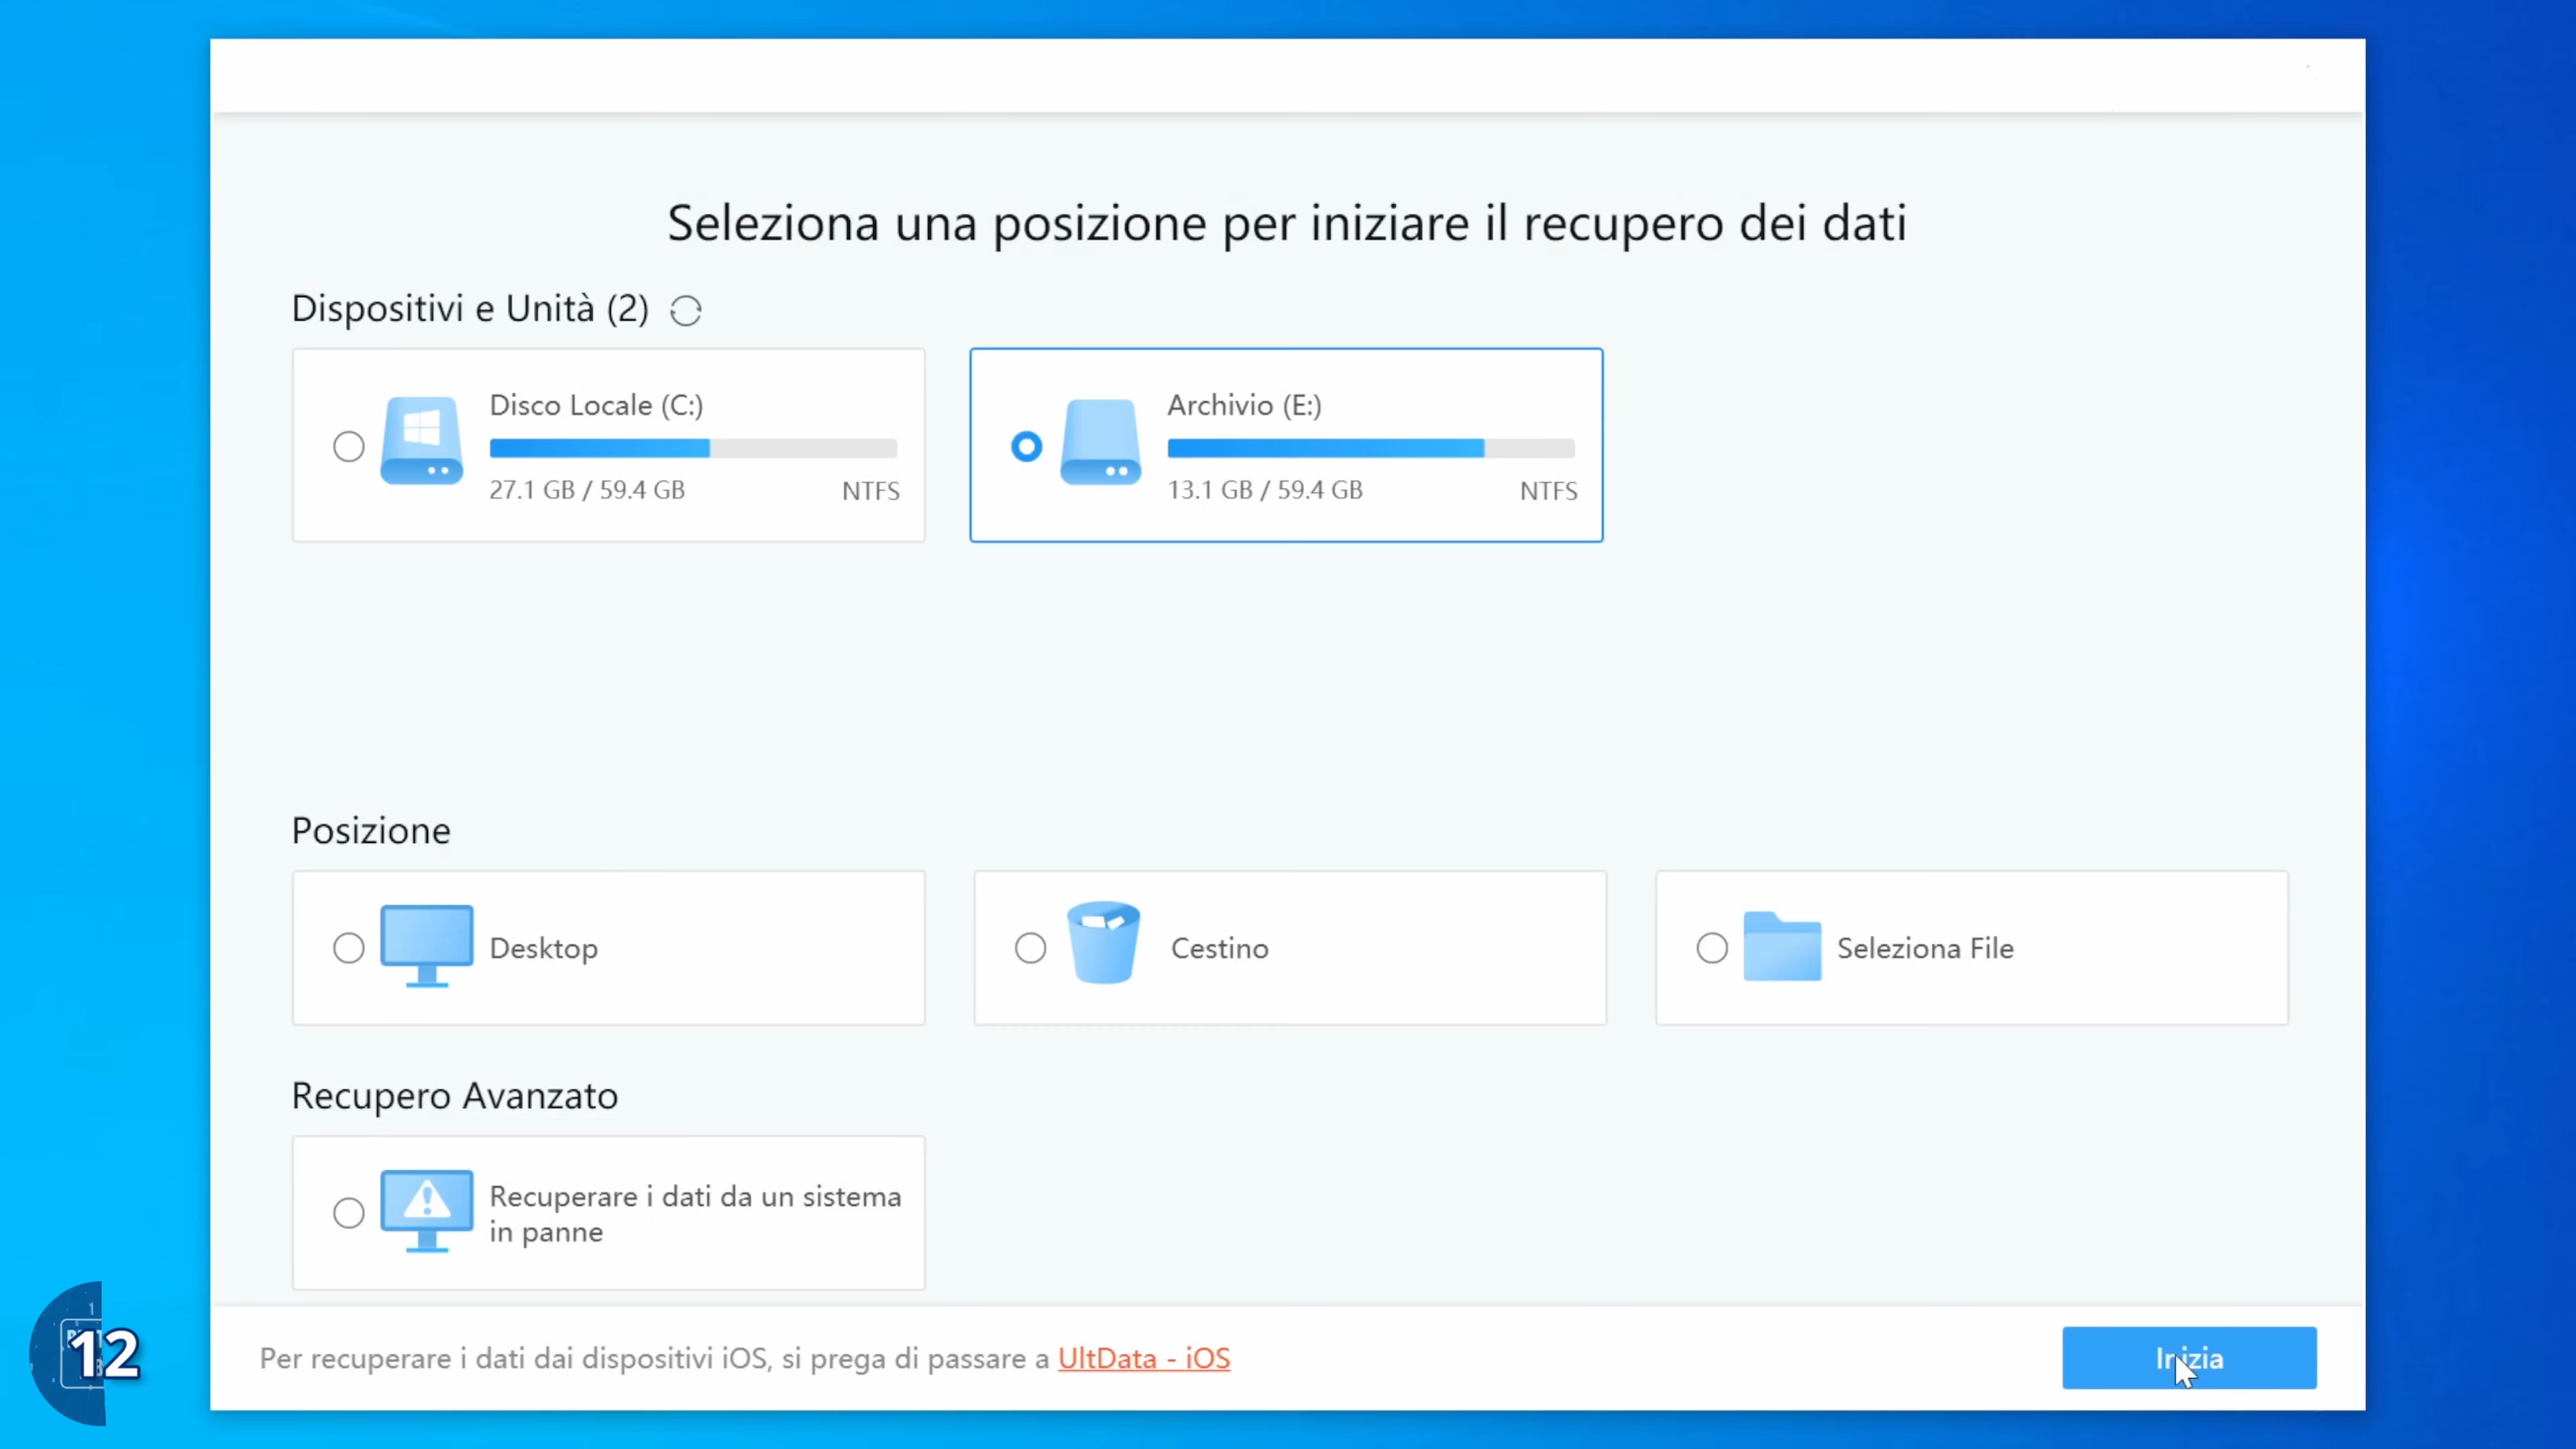 Seleziona una posizione per iniziare il recupero dei dati
Dispositivi e Unità (2)
Disco Locale (C:)
27.1 GB / 59.4 GB NTFS
Archivio (E:)
13.1 GB / 59.4 GB NTFS
Posizione
Desktop
Cestino
Seleziona File
Recupero Avanzato
Recuperare i dati da un sistema
in panne
Per recuperare i dati dai dispositivi iOS, si prega di passare a UltData - iOS
Inizia
12